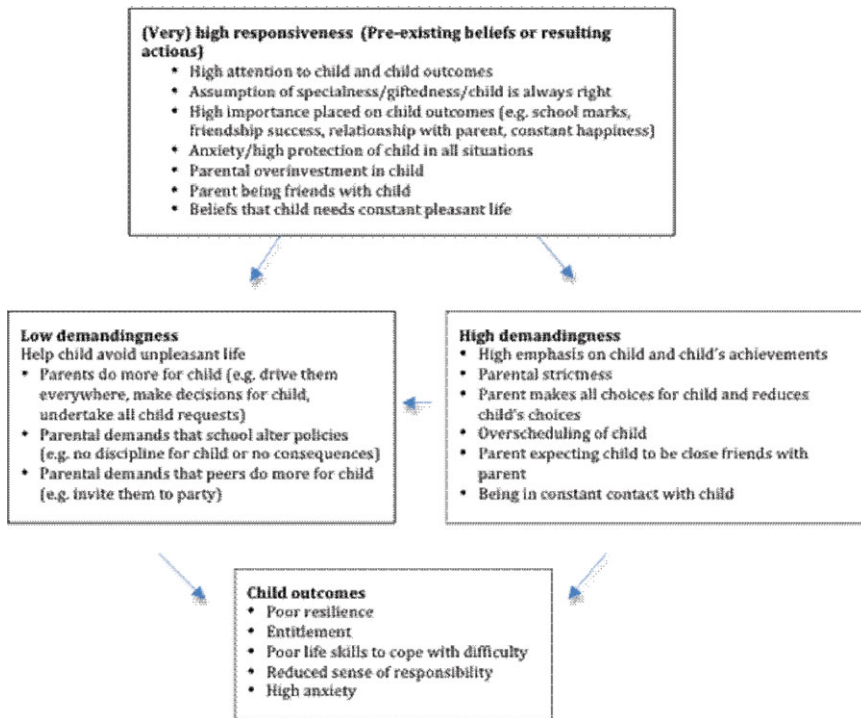 (Very) high responsiveness (Pre-existing beliefs or resulting
actions)
• High attention to child and child outcomes
• Assumption of specialness/giftedness/child is always right
• High importance placed on child outcomes (e.g. school marks,
friendship success, relationship with parent, constant happiness)
• Anxiety/high protection of child in all situations
• Parental overinvestment in child
• Parent being friends with child
• Beliefs that child needs constant pleasant life
Low demandingness
Help child avoid unpleasant life
• Parents do more for child (e.g. drive them
everywhere, make decisions for child,
undertake all child requests)
• Parental demands that school alter policies
(e.g. no discipline for child or no consequences)
• Parental demands that peers do more for child
(e.g. invite them to party)
High demandingness
• High emphasis on child and child's achievements
• Parental strictness
• Parent makes all choices for child and reduces
child's choices
• Overscheduling of child
• Parent expecting child to be close friends with
parent
• Being in constant contact with child
Child outcomes
• Poor resilience
• Entitlement
• Poor life skills to cope with difficulty
• Reduced sense of responsibility
• High anxiety